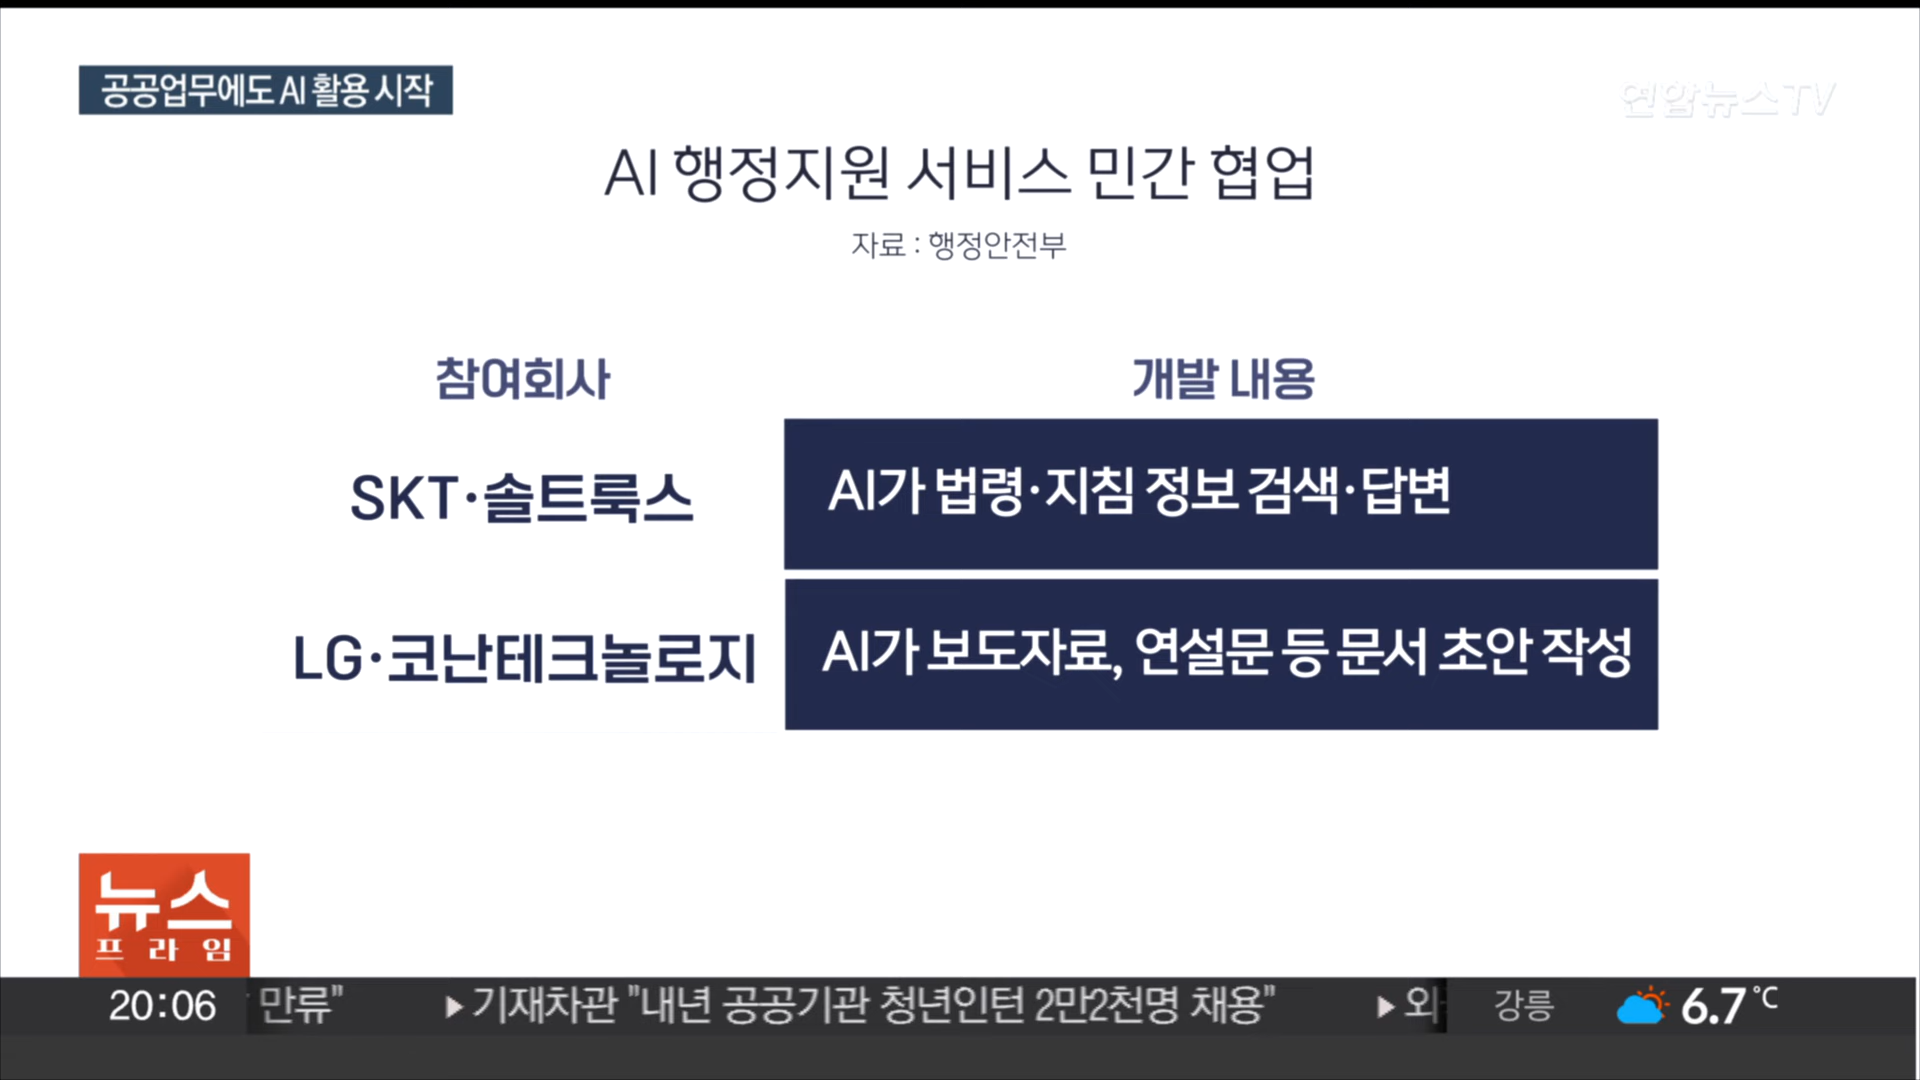 공공업무에도 AI 활용 시작
연합뉴스TV
AI 행정지원 서비스 민간 협업
자료 : 행정안전부
참여회사 개발 내용
SKT·솔트룩스 AI가 법령·지침 정보 검색·답변
LG·코난테크놀로지 AI가 보도자료, 연설문 등 문서 초안 작성
뉴스
프라임
20:06 만류" ▶기재차관 "내년 공공기관 청년인턴 2만2천명 채용" ▶외 강릉 6.7℃